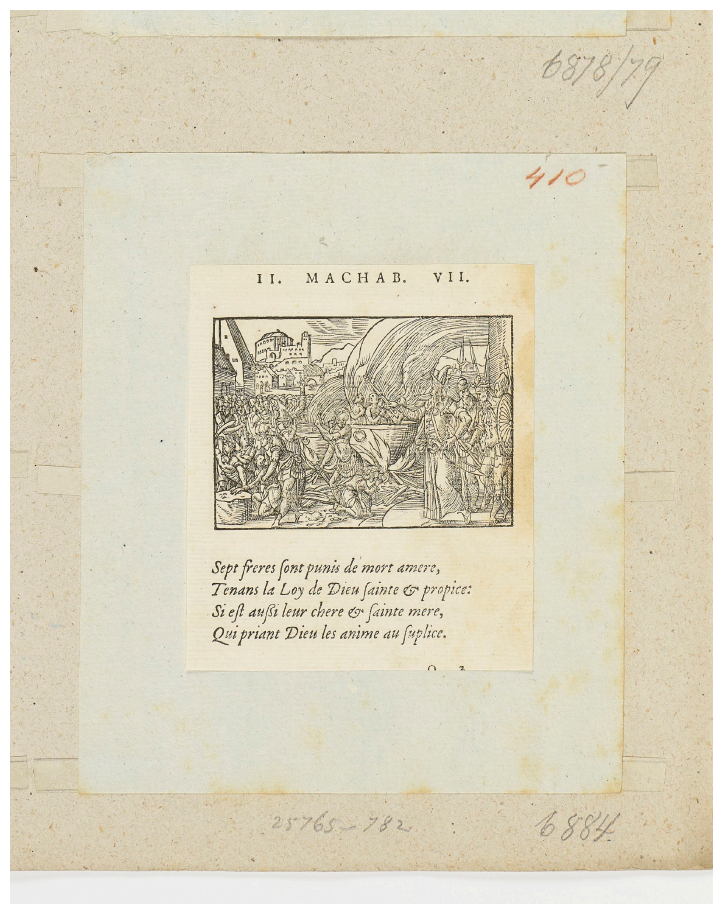 6878/79
410
II. MACHAB. VII.
Sept freres ſont punis de mort amere,
Tenans la Loy de Dieu ſainte & propice:
Si eſt auſſi leur chere & ſainte mere,
Qui priant Dieu les anime au ſuplice.
25765-782
6884